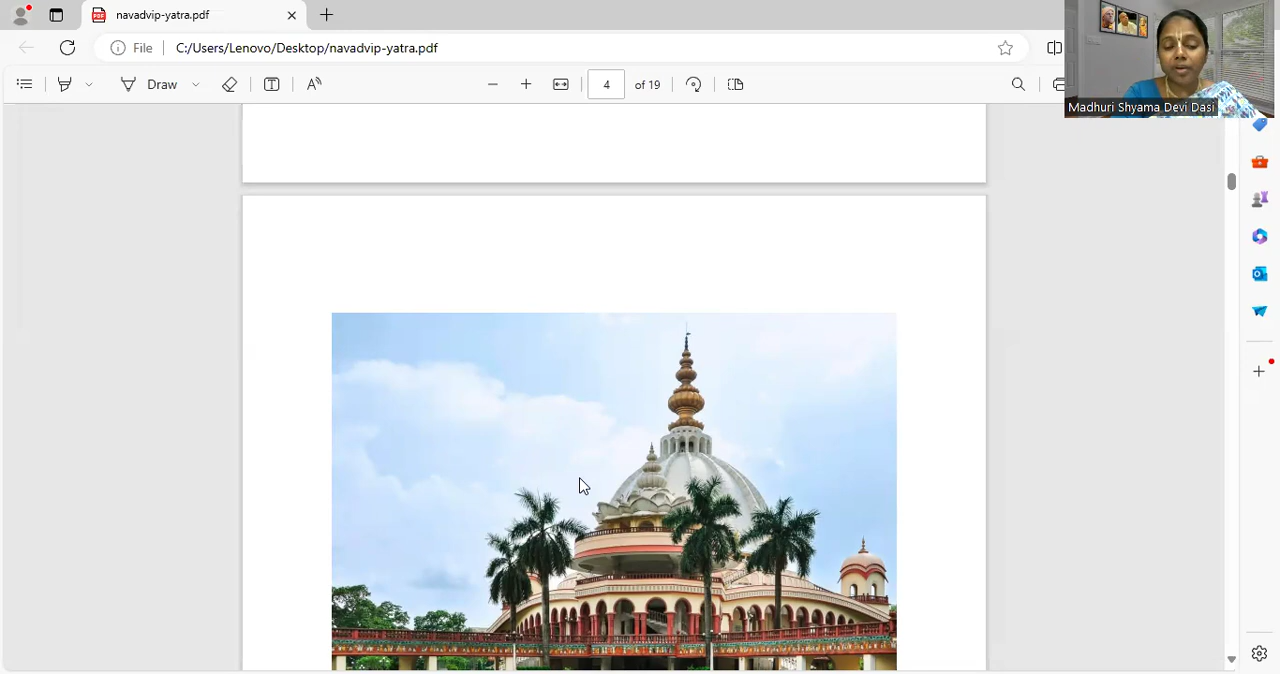 navadvip-yatra.pdf
File
C:/Users/Lenovo/Desktop/navadvip-yatra.pdf
Draw
4
of 19
Madhuri Shyama Devi Dasi